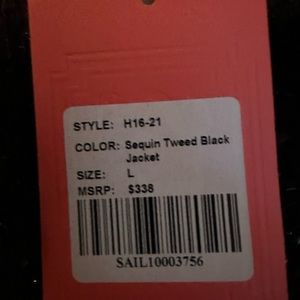 STYLE: H16-21
COLOR: Sequin Tweed Black
Jacket
SIZE: L
MSRP: $338
SAIL10003756